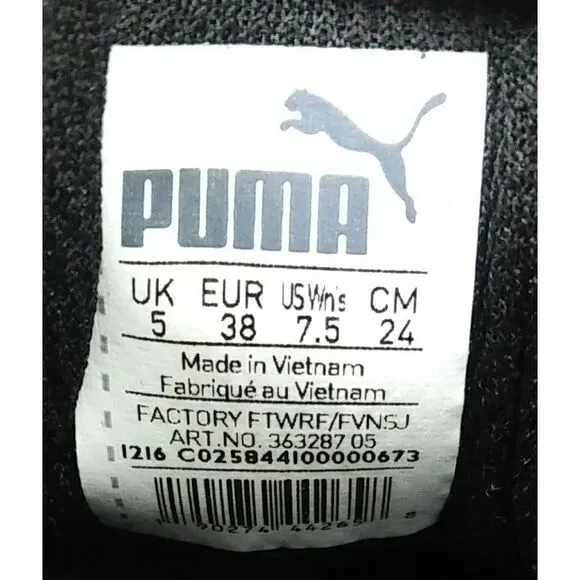 PUMA
UK EUR US Wn's CM
5 38 7.5 24
Made in Vietnam
Fabriqué au Vietnam
FACTORY FTWRF/FVNSJ
ART.NO. 363287 05
1216 C025844100000673